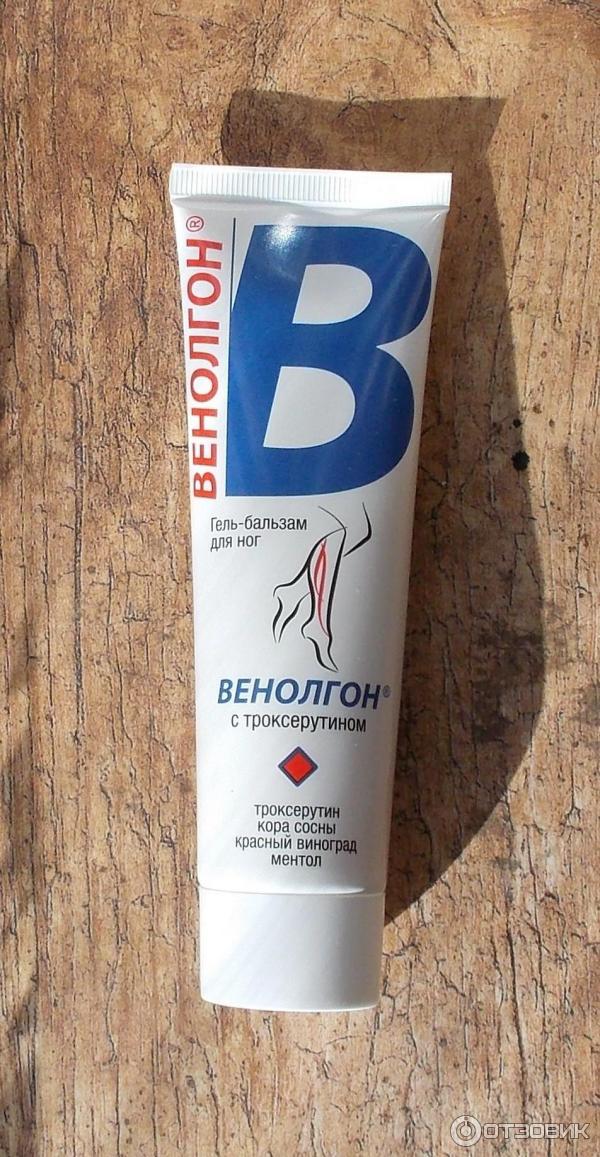 ВЕНОЛГОН®
В
Гель-бальзам
для ног
ВЕНОЛГОН®
с троксерутином
троксерутин
кора сосны
красный виноград
ментол
ОТЗОВИК